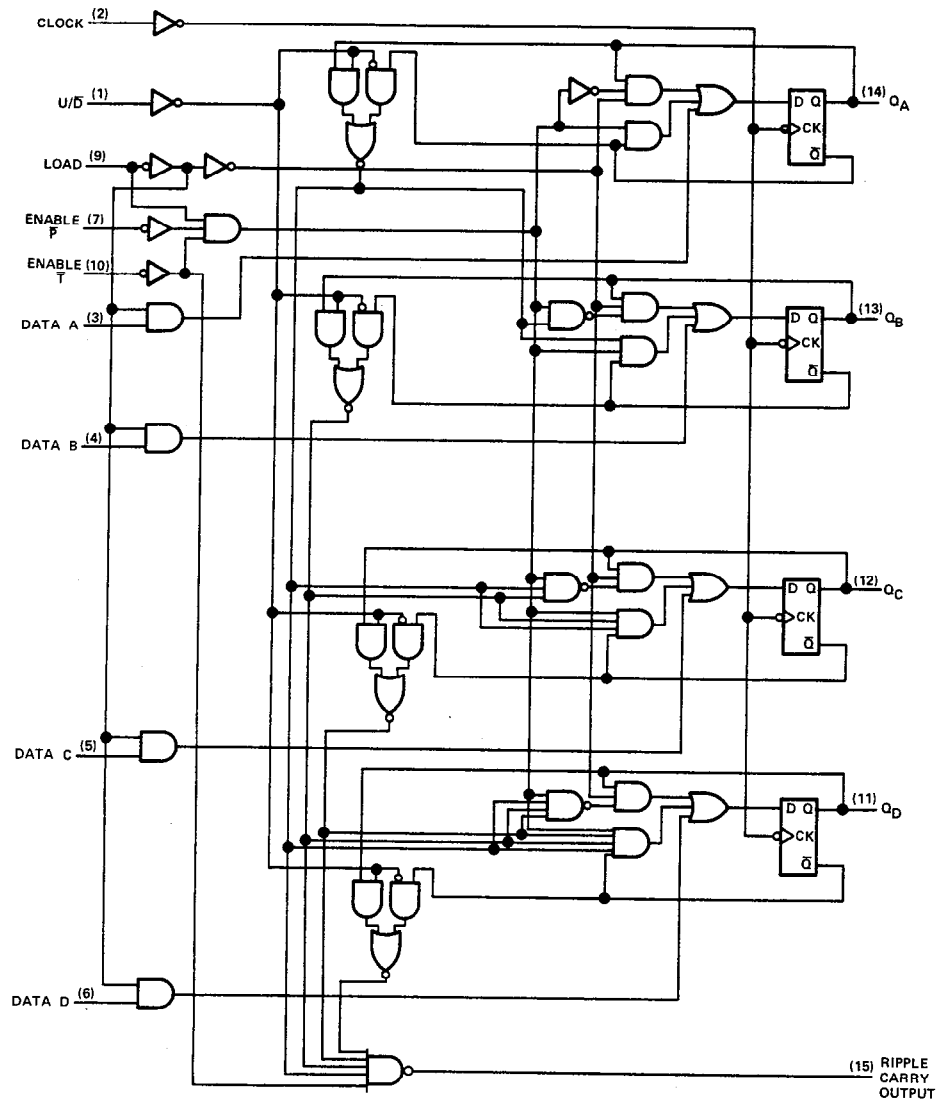 CLOCK (2)
U/D̅ (1)
LOAD (9)
ENABLE (7)
P̅
ENABLE (10)
T̅
DATA A (3)
DATA B (4)
DATA C (5)
DATA D (6)
D Q
CK
Q̅
(14) QA
D Q
CK
Q̅
(13) QB
D Q
CK
Q̅
(12) QC
D Q
CK
Q̅
(11) QD
(15) RIPPLE
CARRY
OUTPUT